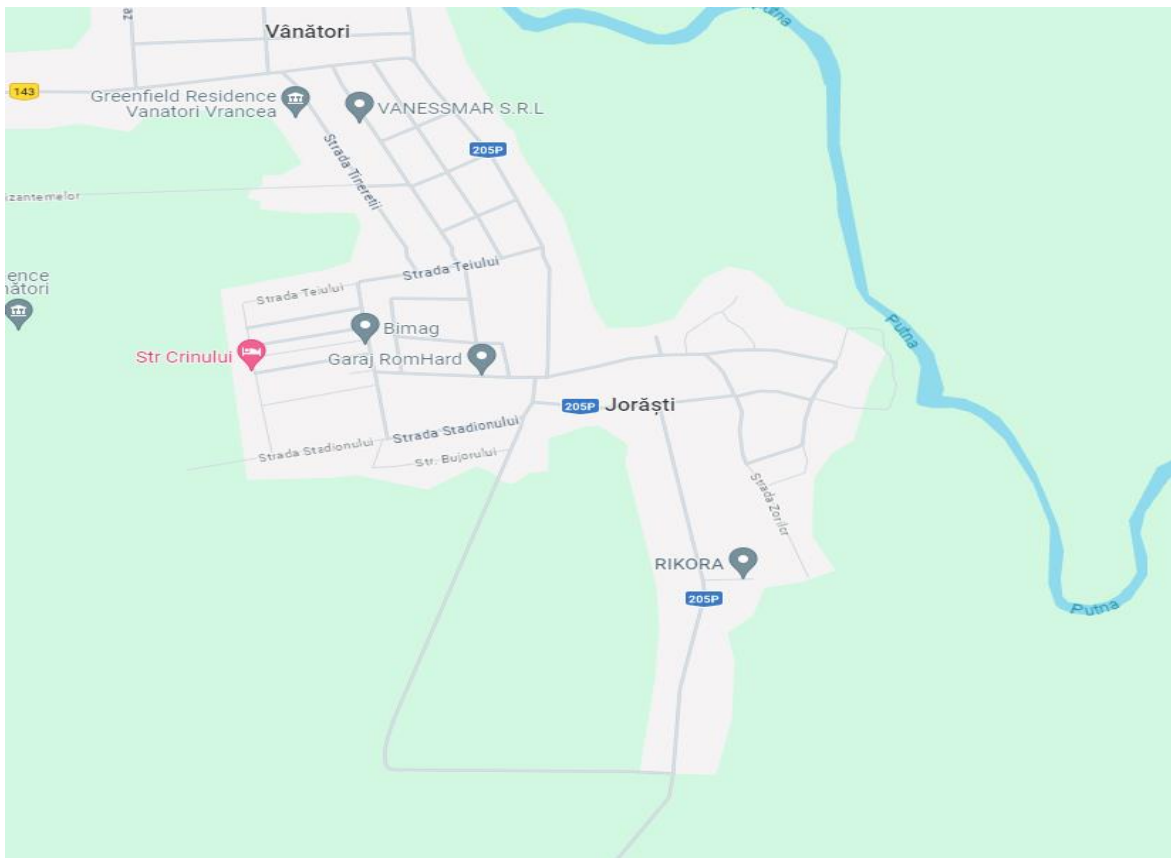 Putna
Vânători
143
Greenfield Residence
Vanatori Vrancea
VANESSMAR S.R.L
205P
Strada Tinereții
Strada Teiului
Strada Teiului
Bimag
Str Crinului
Garaj RomHard
Putna
205P
Jorăști
Strada Stadionului
Strada Stadionului
Str. Bujorului
Strada Zorilor
RIKORA
205P
Putna